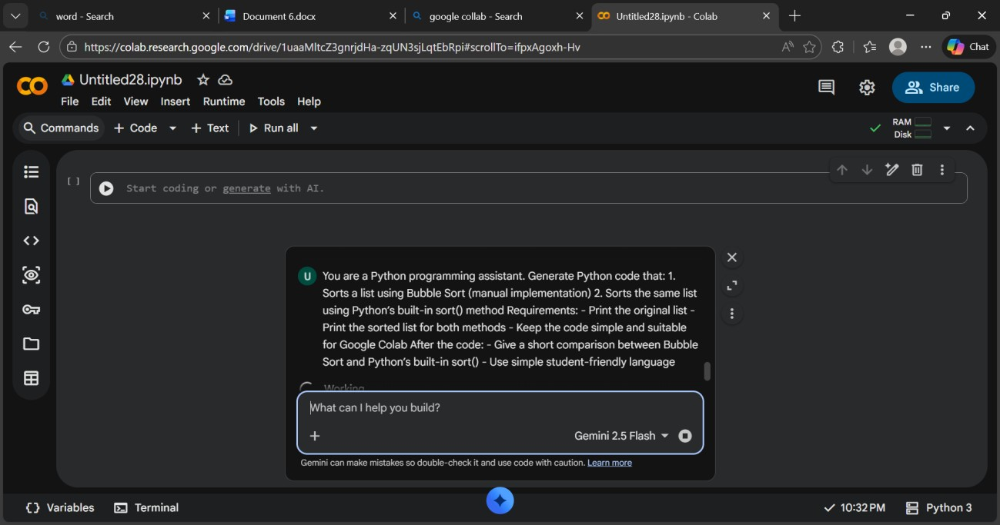 word - Search
Document 6.docx
google collab - Search
Untitled28.ipynb - Colab
https://colab.research.google.com/drive/1uaaMltcZ3gnrjdHa-zqUN3sjLqtEbRpi#scrollTo=ifpxAgoxh-Hv
Chat
Untitled28.ipynb
File Edit View Insert Runtime Tools Help
Share
Commands + Code + Text Run all
RAM
Disk
[ ]
Start coding or generate with AI.
U
You are a Python programming assistant. Generate Python code that: 1.
Sorts a list using Bubble Sort (manual implementation) 2. Sorts the same list
using Python's built-in sort() method Requirements: - Print the original list -
Print the sorted list for both methods - Keep the code simple and suitable
for Google Colab After the code: - Give a short comparison between Bubble
Sort and Python's built-in sort() - Use simple student-friendly language
Working
What can I help you build?
Gemini 2.5 Flash
Gemini can make mistakes so double-check it and use code with caution. Learn more
Variables
Terminal
10:32 PM
Python 3